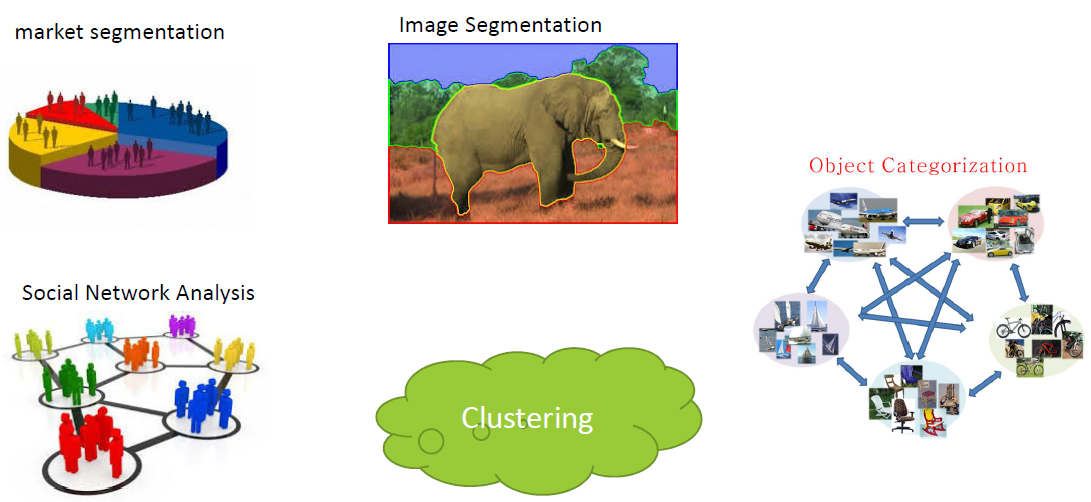 market segmentation
Image Segmentation
Object Categorization
Social Network Analysis
Clustering